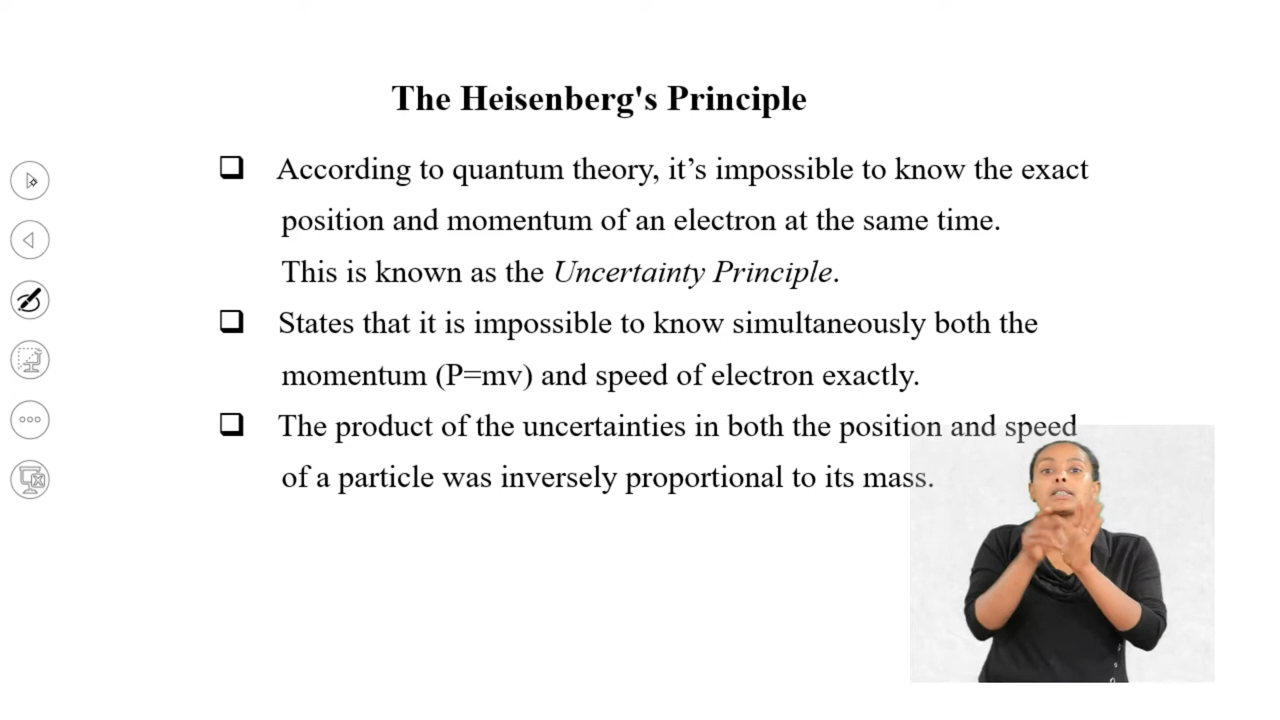 The Heisenberg's Principle
❑ According to quantum theory, it’s impossible to know the exact
position and momentum of an electron at the same time.
This is known as the Uncertainty Principle.
❑ States that it is impossible to know simultaneously both the
momentum (P=mv) and speed of electron exactly.
❑ The product of the uncertainties in both the position and speed
of a particle was inversely proportional to its mass.